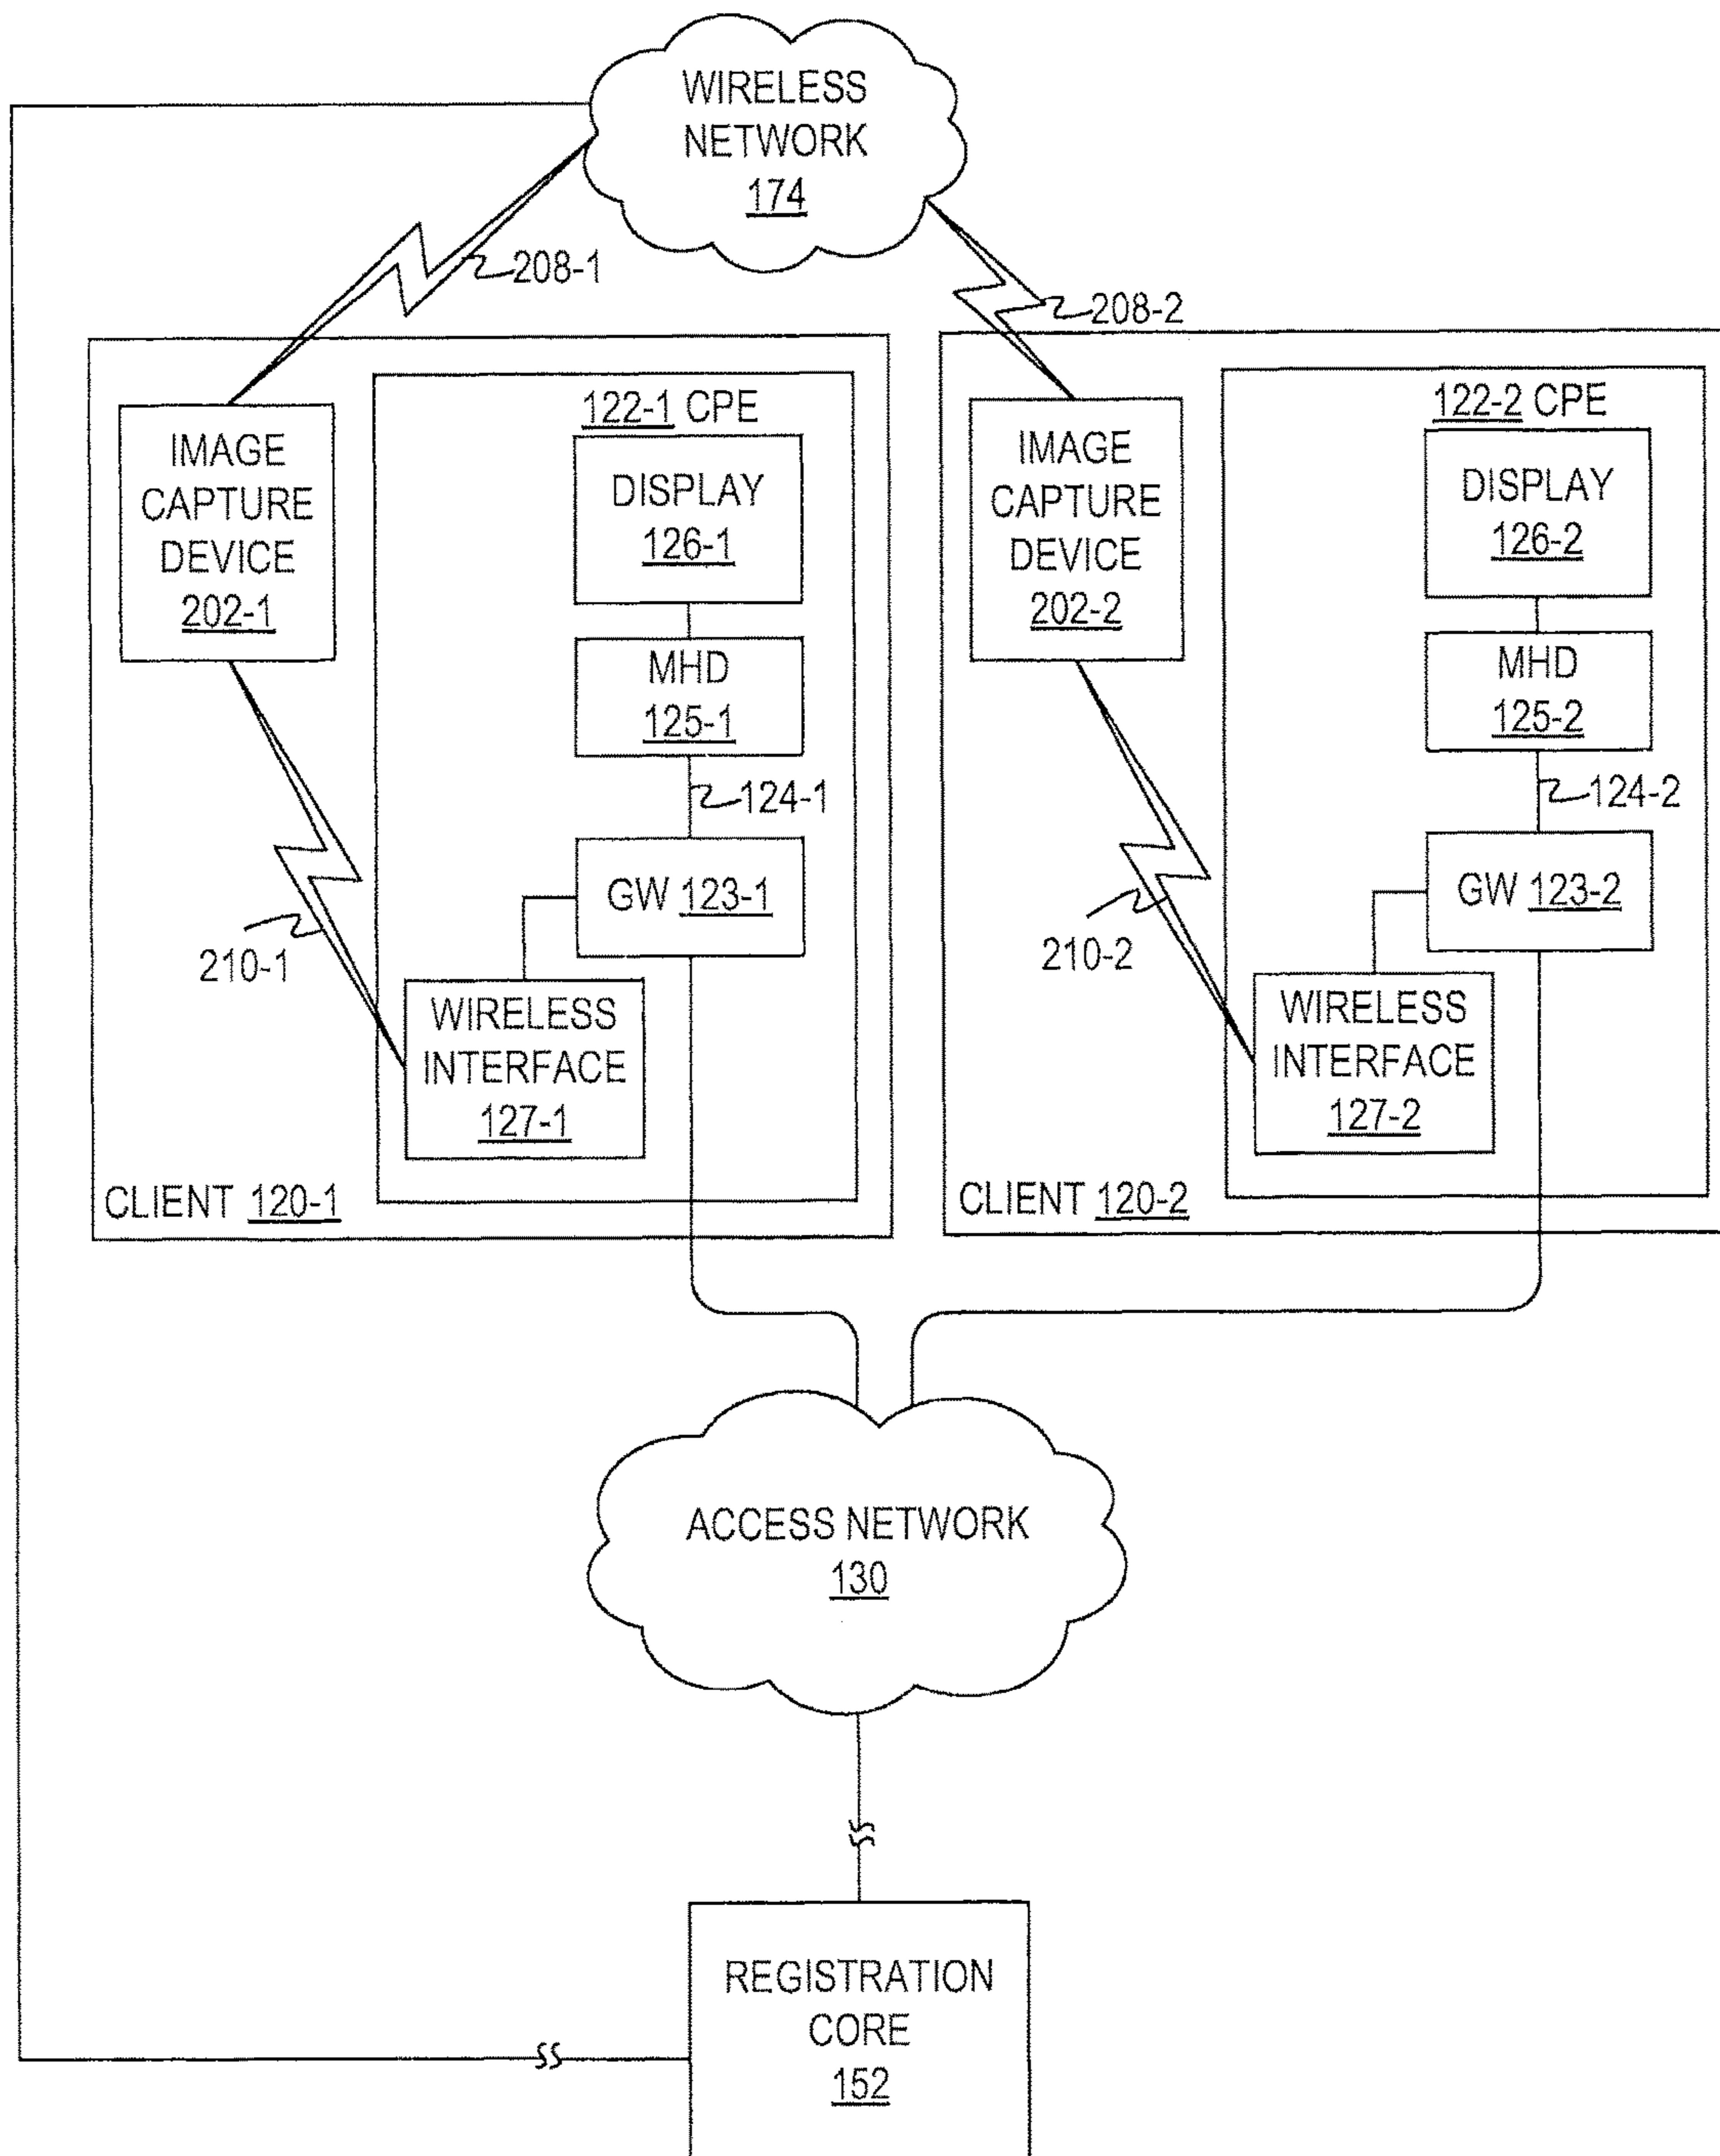 WIRELESS
NETWORK
174
208-1
208-2
122-1 CPE
IMAGE
CAPTURE
DEVICE
202-1
DISPLAY
126-1
MHD
125-1
124-1
GW 123-1
210-1
WIRELESS
INTERFACE
127-1
CLIENT 120-1
122-2 CPE
IMAGE
CAPTURE
DEVICE
202-2
DISPLAY
126-2
MHD
125-2
124-2
GW 123-2
210-2
WIRELESS
INTERFACE
127-2
CLIENT 120-2
ACCESS NETWORK
130
REGISTRATION
CORE
152